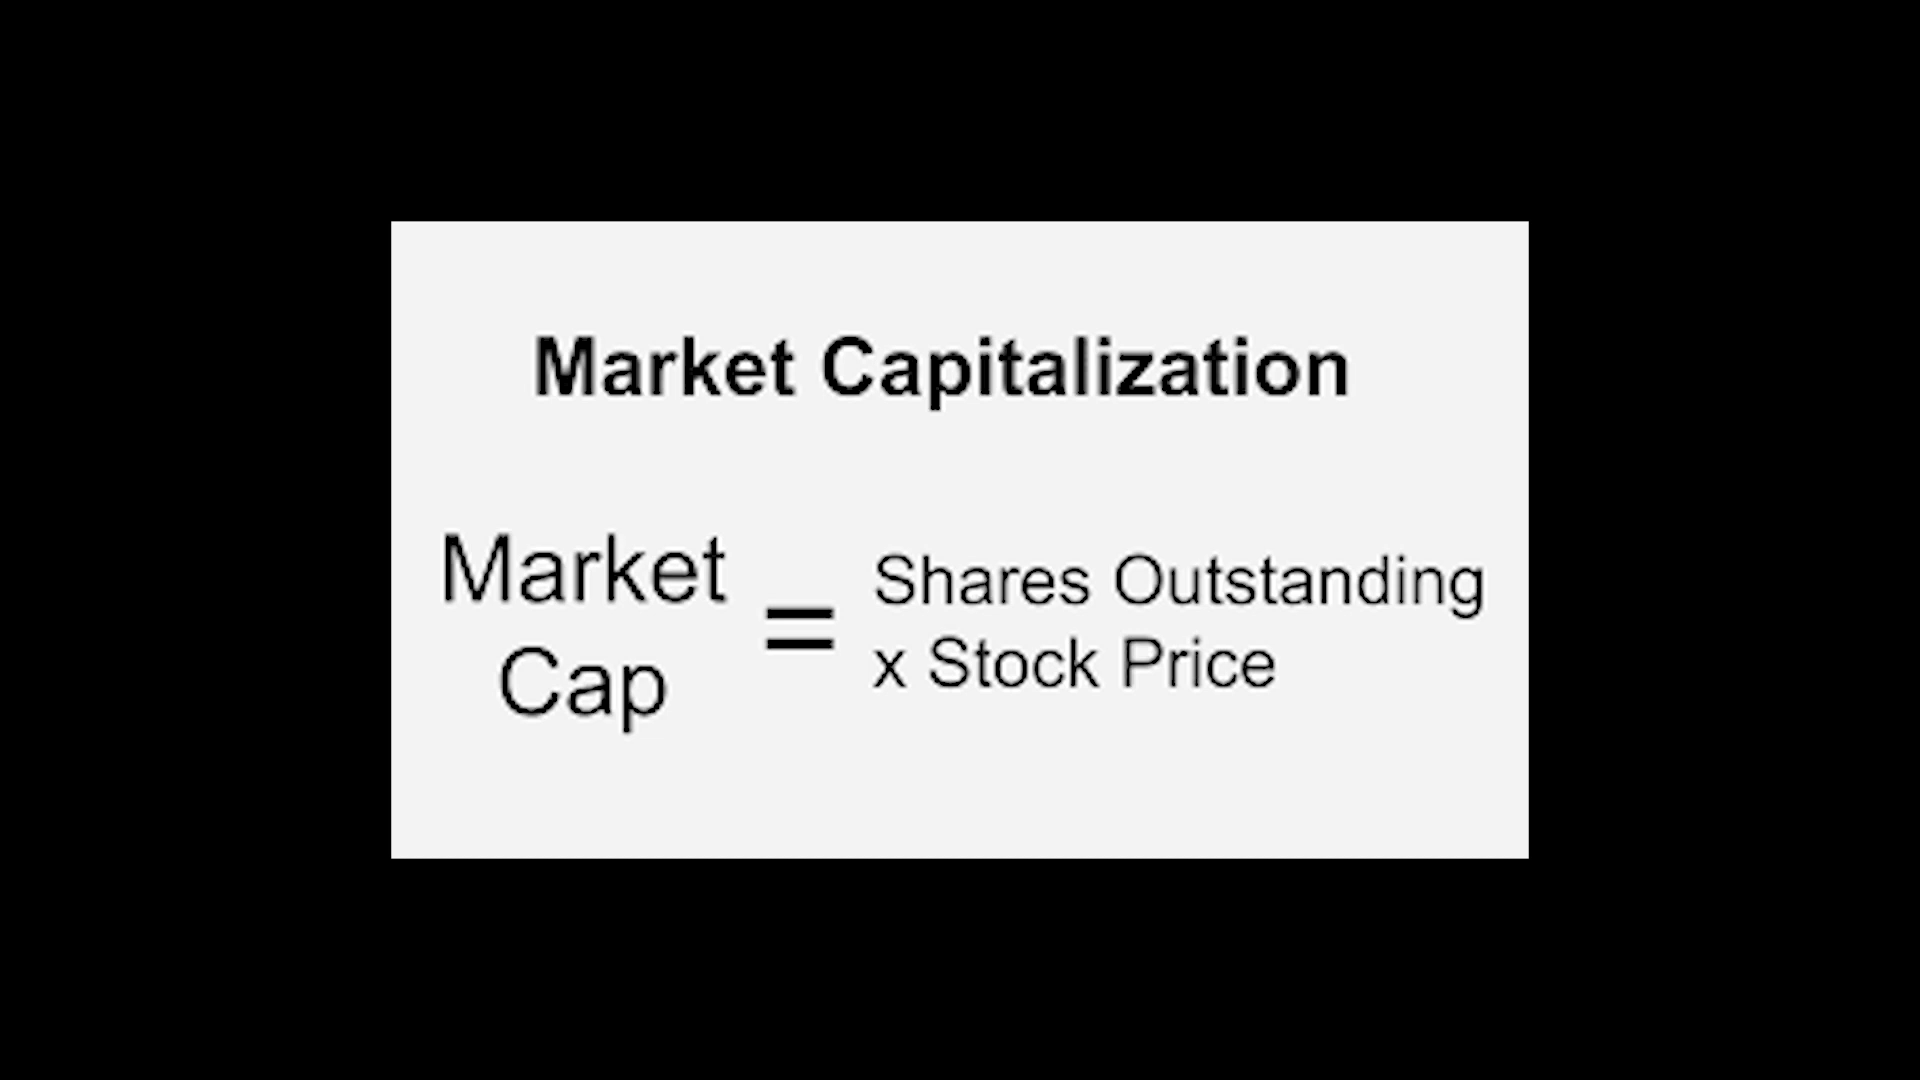 Market Capitalization
Market
Cap
=
Shares Outstanding
x Stock Price